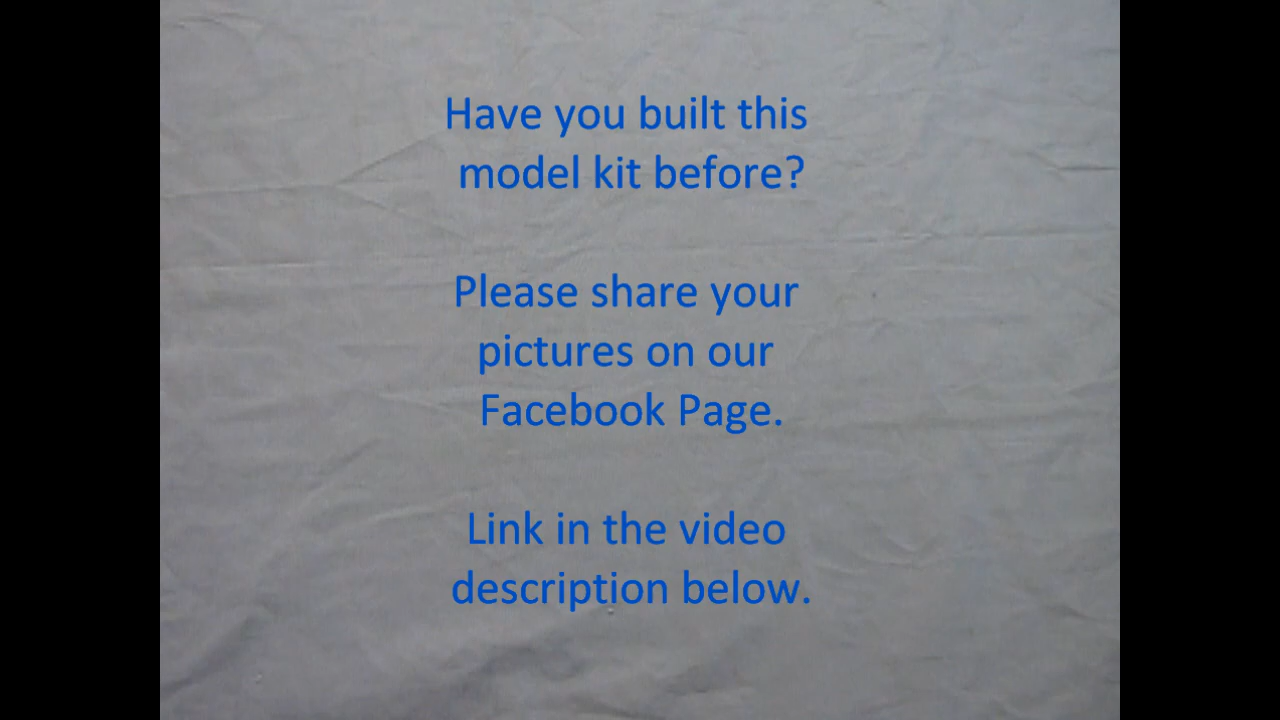 Have you built this
model kit before?
Please share your
pictures on our
Facebook Page.
Link in the video
description below.